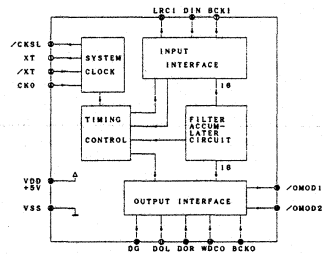 LRCI DIN BCKI
/CKSL
XT
/XT
CKO
SYSTEM
CLOCK
INPUT
INTERFACE
16
TIMING
CONTROL
FILTER
ACCUM-
LATER
CIRCUIT
16
VDD
+5V
VSS
OUTPUT INTERFACE
/OMOD1
/OMOD2
DG DOL DOR WDCO BCKO